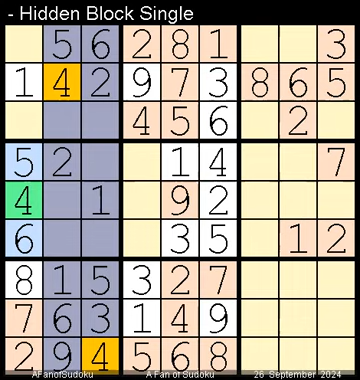 - Hidden Block Single
5 6 2 8 1 3
1 4 2 9 7 3 8 6 5
4 5 6 2
5 2 1 4 7
4 1 9 2
6 3 5 1 2
8 1 5 3 2 7
7 6 3 1 4 9
2 9 4 5 6 8
AFanofSudoku A Fan of Sudoku 26 September 2024